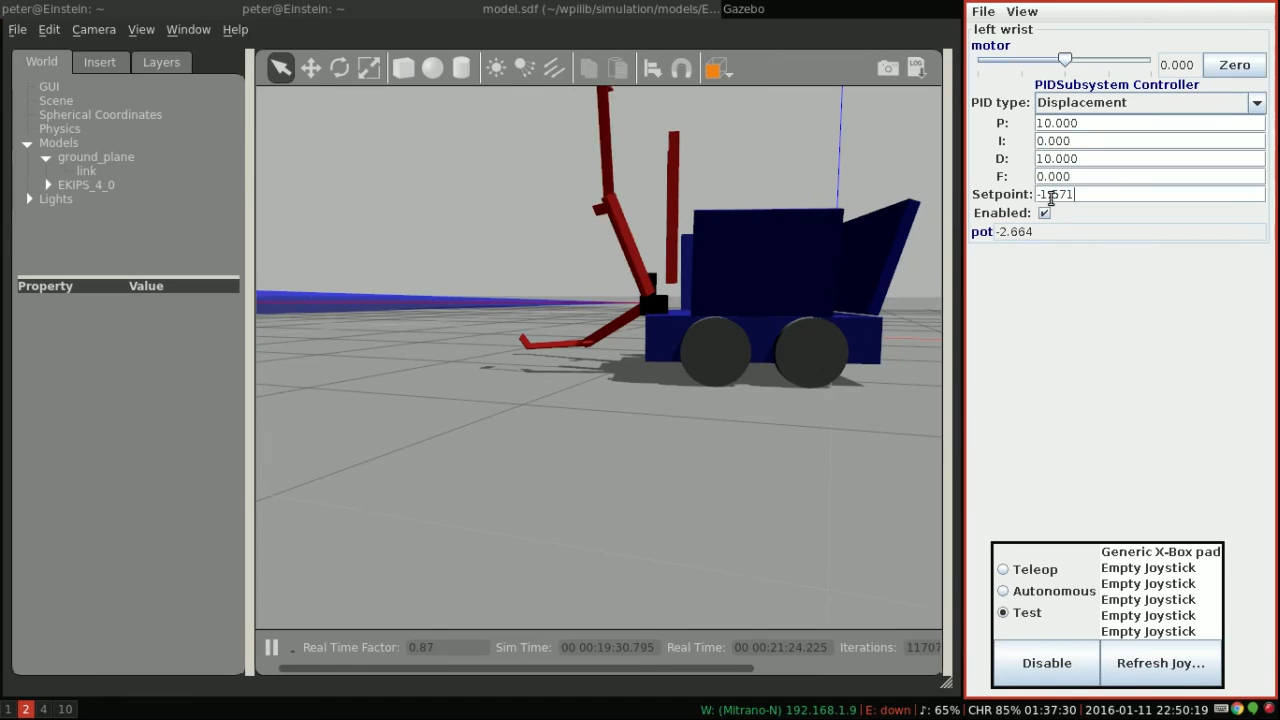 peter@Einstein: ~
peter@Einstein: ~
model.sdf (~/wpilib/simulation/models/E...
Gazebo
File Edit Camera View Window Help
World Insert Layers
GUI
Scene
Spherical Coordinates
Physics
Models
ground_plane
link
EKIPS_4_0
Lights
Property Value
Real Time Factor: 0.87 Sim Time: 00 00:19:30.795 Real Time: 00 00:21:24.225 Iterations: 11707
File View
left wrist
motor
0.000 Zero
PIDSubsystem Controller
PID type: Displacement
P: 10.000
I: 0.000
D: 10.000
F: 0.000
Setpoint: -1.571
Enabled:
pot -2.664
Generic X-Box pad
Empty Joystick
Empty Joystick
Empty Joystick
Empty Joystick
Empty Joystick
Teleop
Autonomous
Test
Disable Refresh Joy...
1 2 4 10
W: (Mitrano-N) 192.168.1.9 | E: down | ♪: 65% | CHR 85% 01:37:30 | 2016-01-11 22:50:19